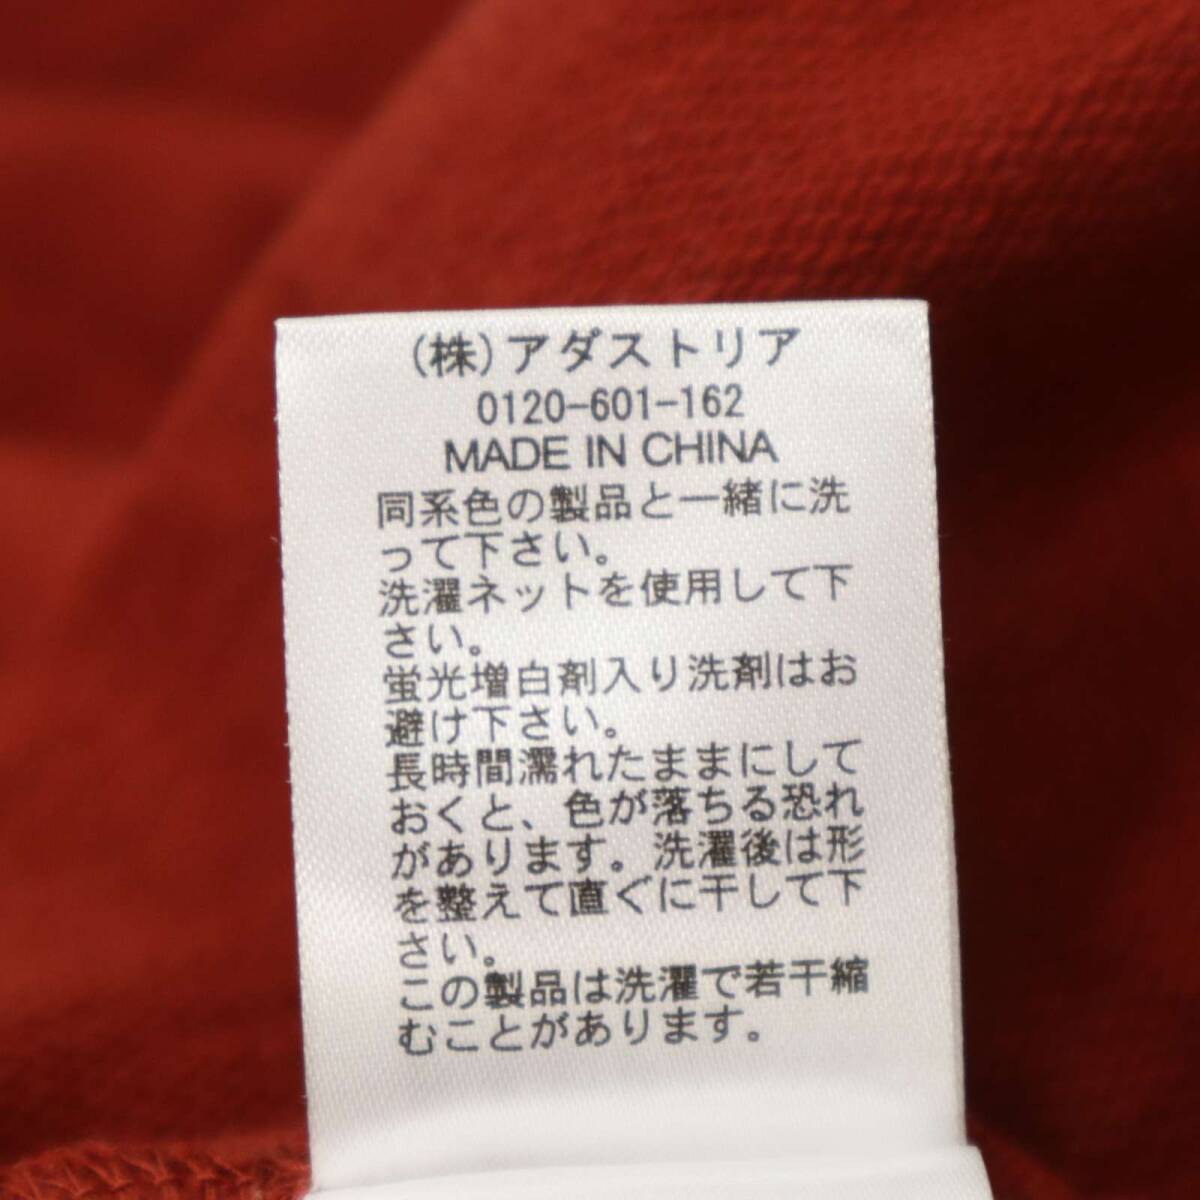 (株)アダストリア
0120-601-162
MADE IN CHINA
同系色の製品と一緒に洗
って下さい。
洗濯ネットを使用して下
さい。
蛍光増白剤入り洗剤はお
避け下さい。
長時間濡れたままにして
おくと、色が落ちる恐れ
があります。洗濯後は形
を整えて直ぐに干して下
さい。
この製品は洗濯で若干縮
むことがあります。